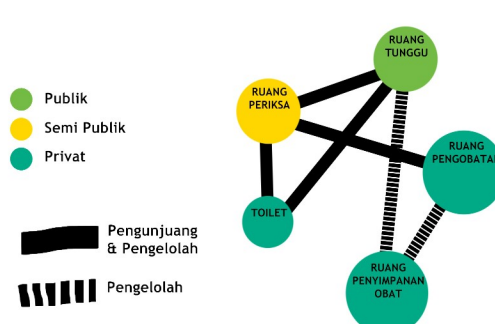 RUANG
TUNGGU
RUANG
PERIKSA
Publik
Semi Publik
Privat
RUANG
PENGOBATAN
TOILET
Pengunjuang
& Pengelolah
Pengelolah
RUANG
PENYIMPANAN
OBAT